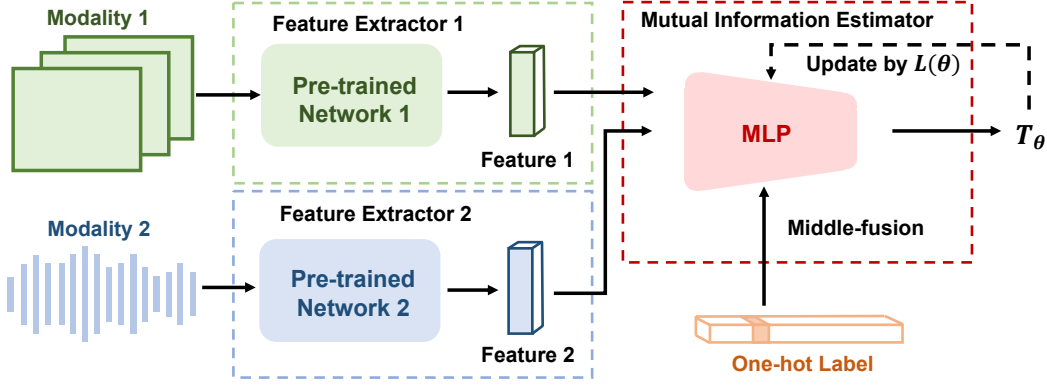 Modality 1
Feature Extractor 1
Pre-trained
Network 1
Feature 1
Modality 2
Feature Extractor 2
Pre-trained
Network 2
Feature 2
Mutual Information Estimator
Update by L(θ)
MLP
T_θ
Middle-fusion
One-hot Label